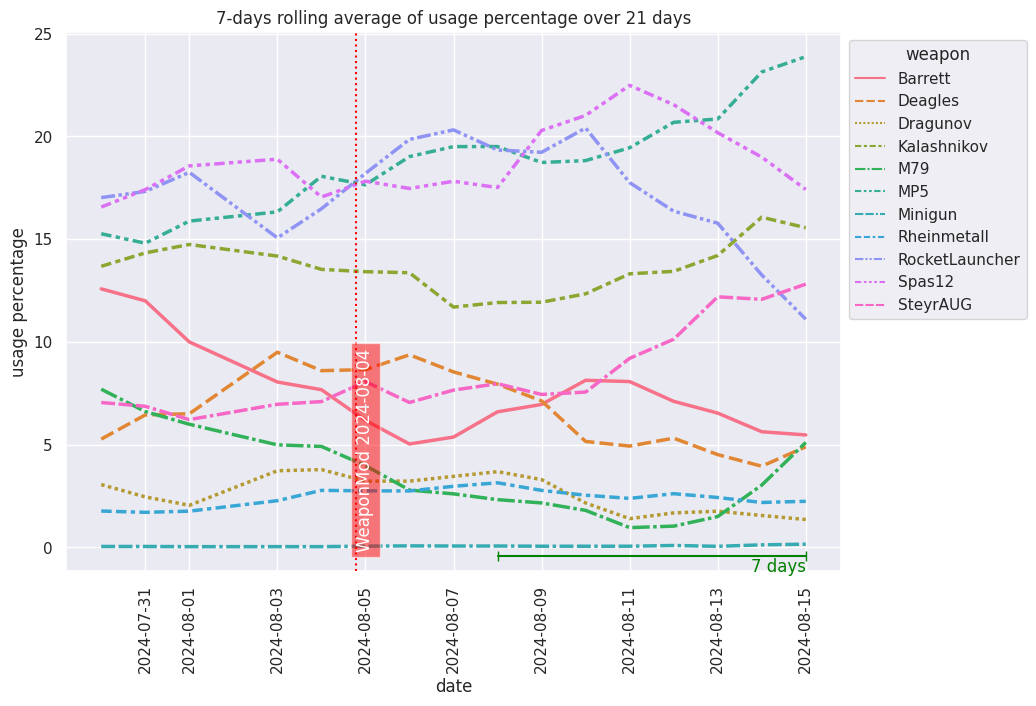 7-days rolling average of usage percentage over 21 days
25
20
15
10
5
0
usage percentage
WeaponMod 2024-08-04
7 days
2024-07-31
2024-08-01
2024-08-03
2024-08-05
2024-08-07
2024-08-09
2024-08-11
2024-08-13
2024-08-15
date
weapon
Barrett
Deagles
Dragunov
Kalashnikov
M79
MP5
Minigun
Rheinmetall
RocketLauncher
Spas12
SteyrAUG